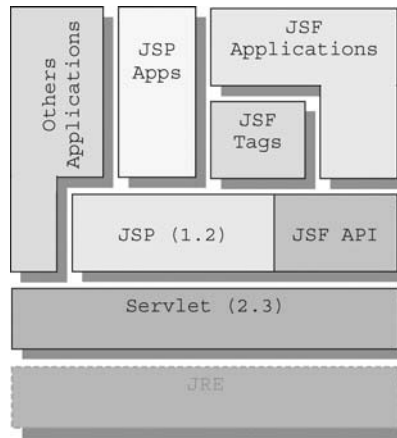 Others
Applications
JSP
Apps
JSF
Applications
JSF
Tags
JSP (1.2)
JSF API
Servlet (2.3)
JRE